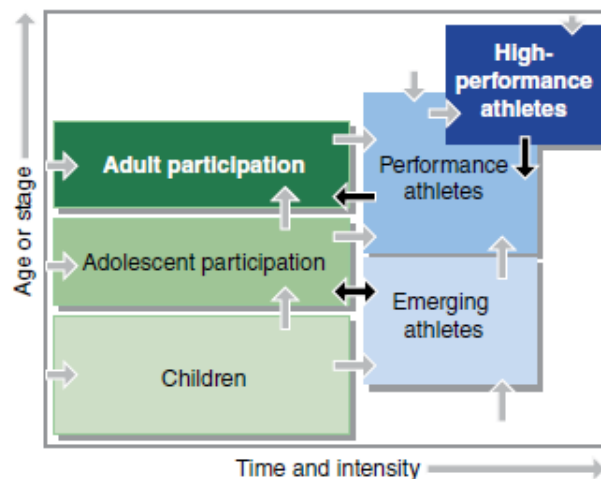 High-
performance
athletes
Adult participation
Performance
athletes
Adolescent participation
Emerging
athletes
Children
Age or stage
Time and intensity